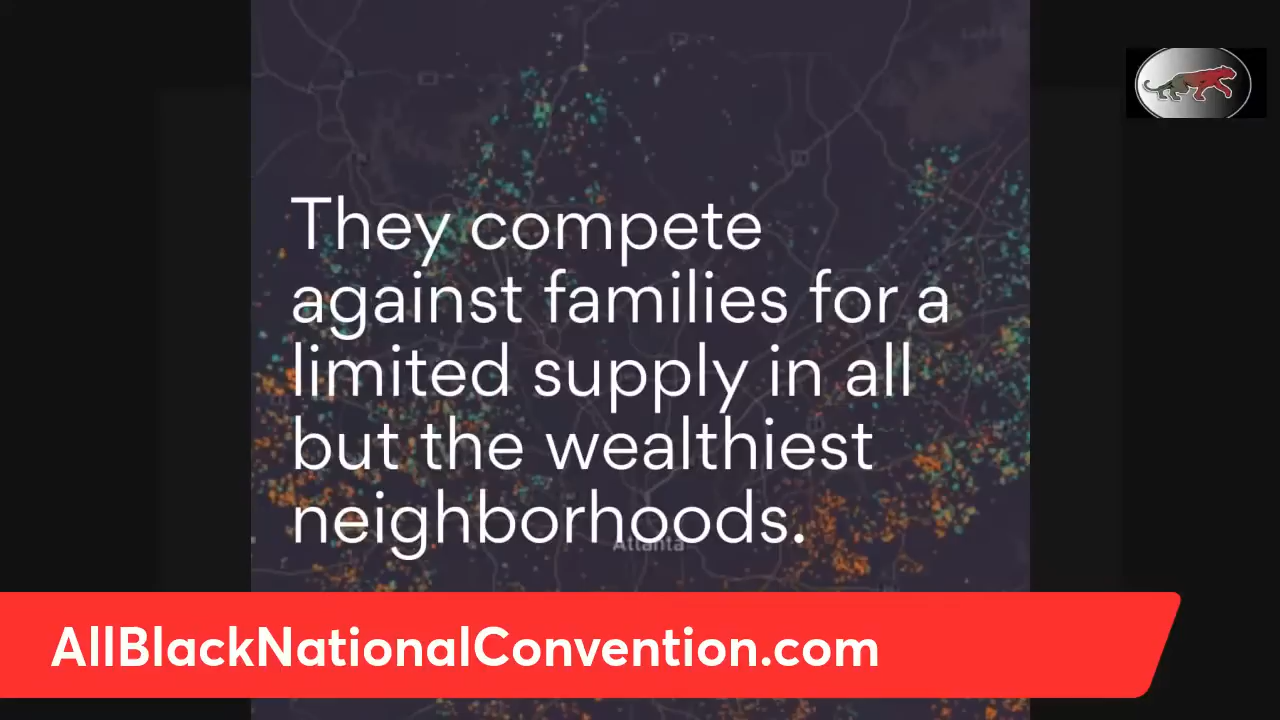 They compete
against families for a
limited supply in all
but the wealthiest
neighborhoods.
Atlanta
AllBlackNationalConvention.com